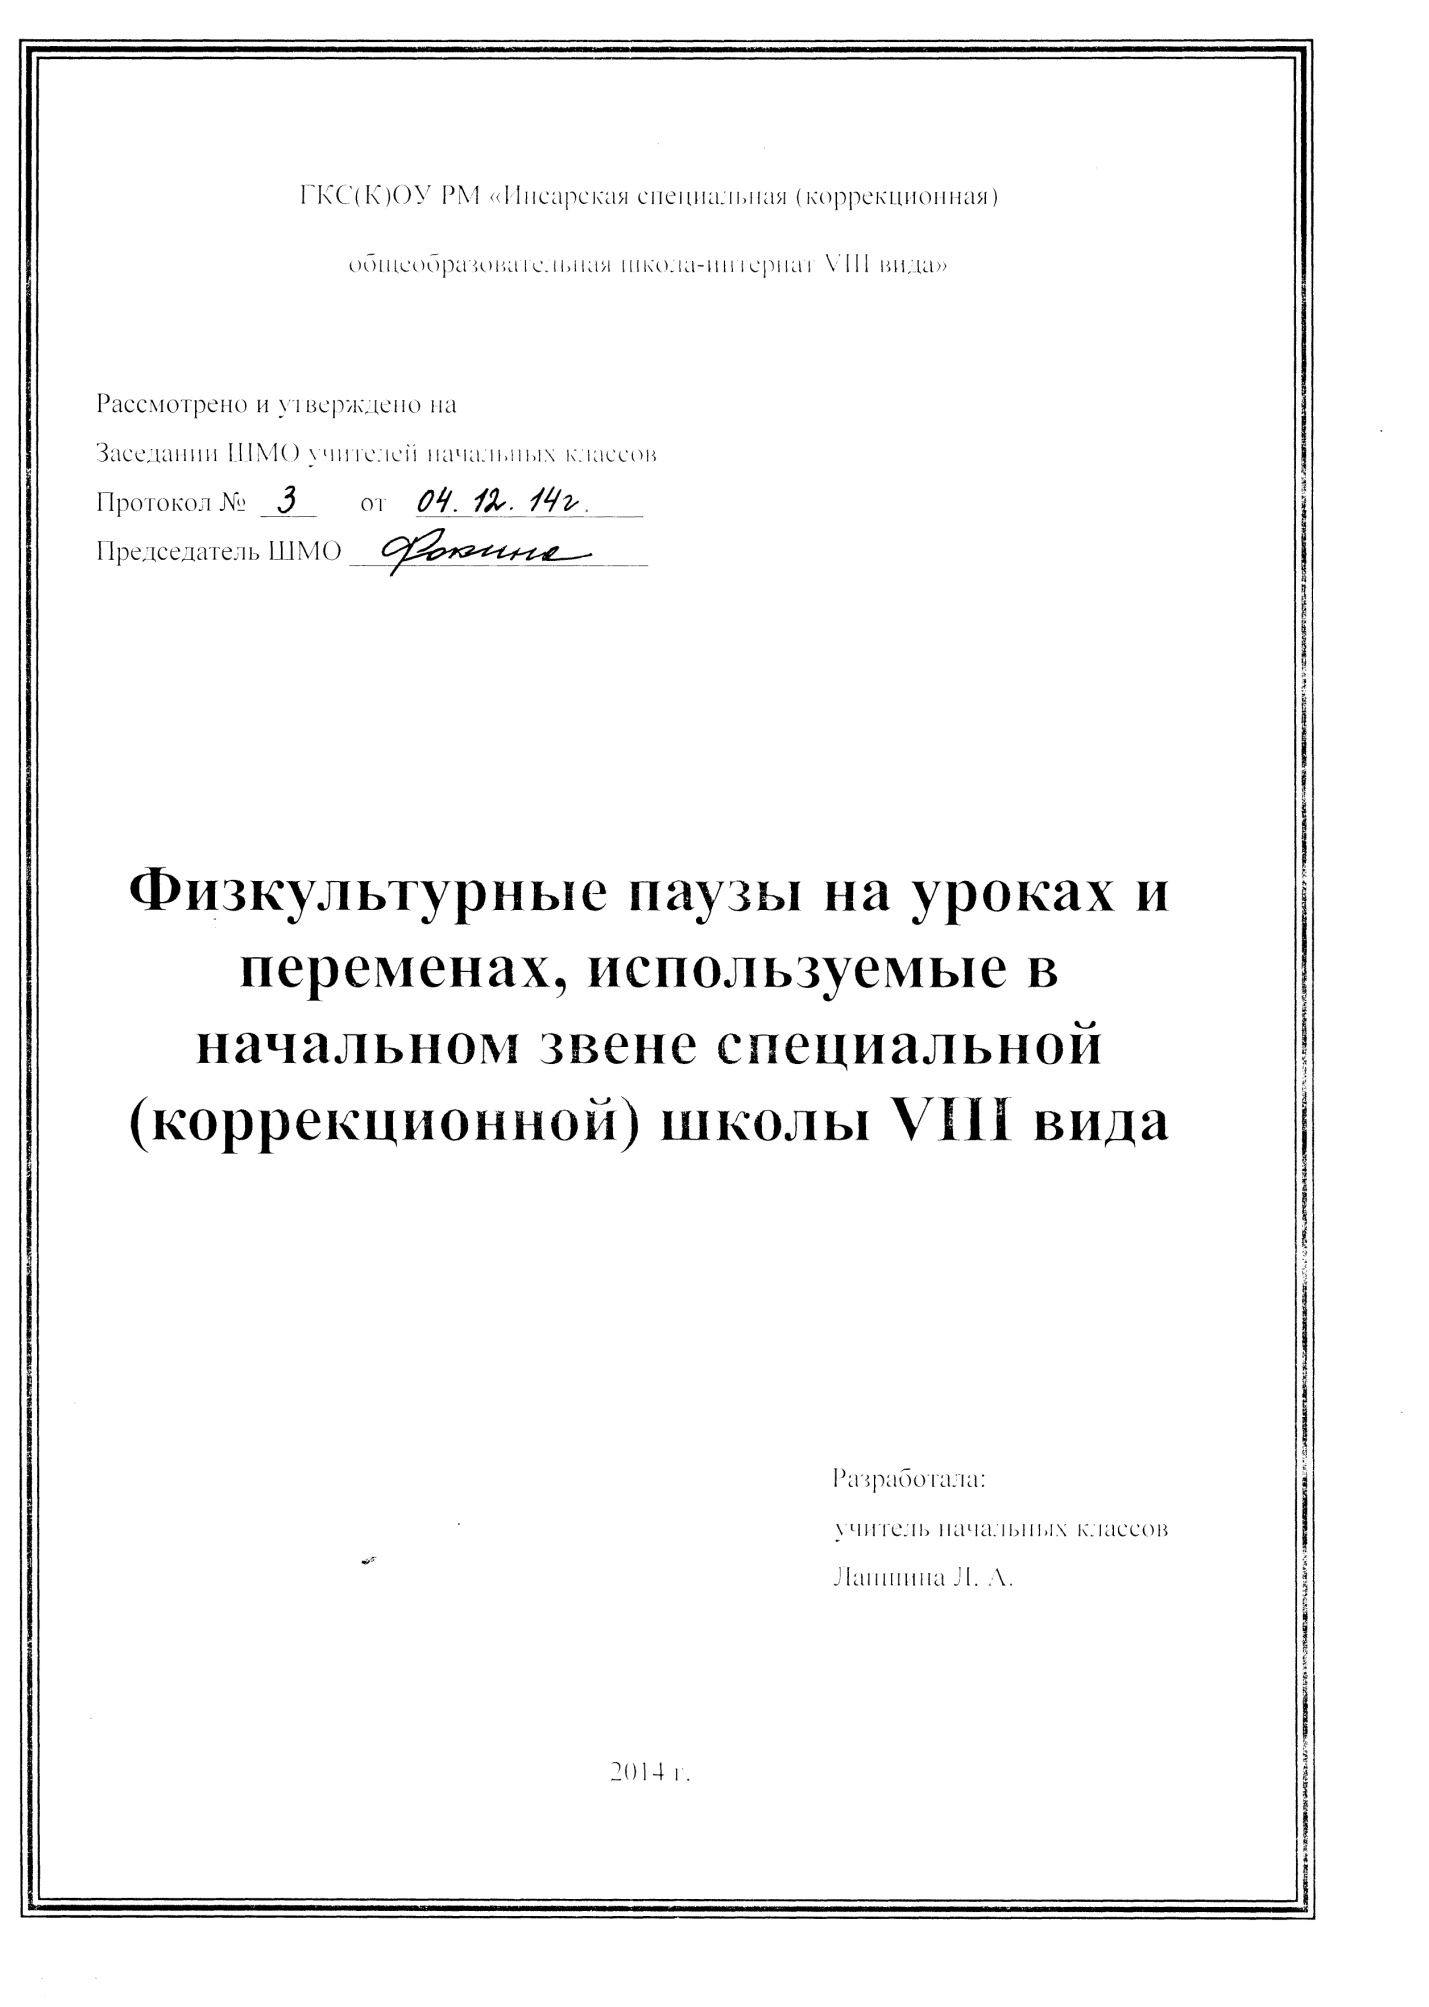 ГКС(К)ОУ РМ «Инсарская специальная (коррекционная)
общеобразовательная школа-интернат VIII вида»
Рассмотрено и утверждено на
Заседании ШМО учителей начальных классов
Протокол № 3 от 04. 12. 14г.
Председатель ШМО Фокина
Физкультурные паузы на уроках и
переменах, используемые в
начальном звене специальной
(коррекционной) школы VIII вида
Разработала:
учитель начальных классов
Лапшина Л. А.
2014 г.